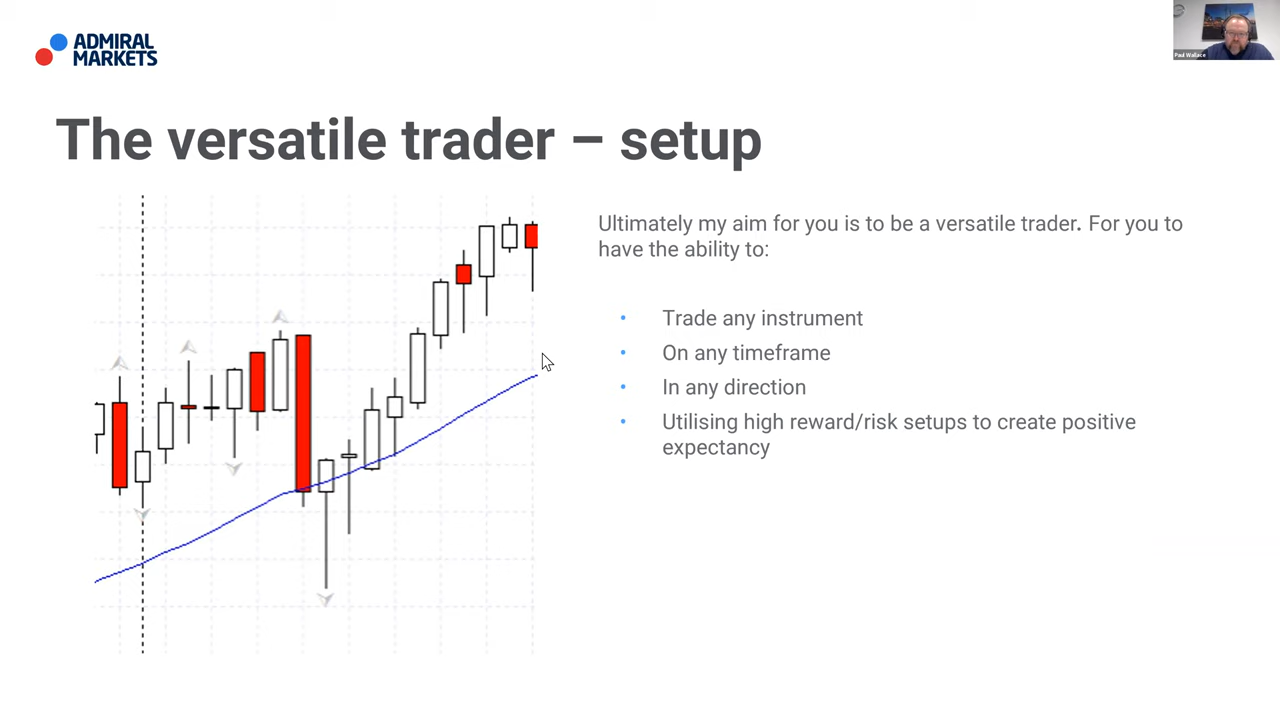 ADMIRAL
MARKETS
Paul Wallace
The versatile trader – setup
Ultimately my aim for you is to be a versatile trader. For you to
have the ability to:
• Trade any instrument
• On any timeframe
• In any direction
• Utilising high reward/risk setups to create positive
expectancy